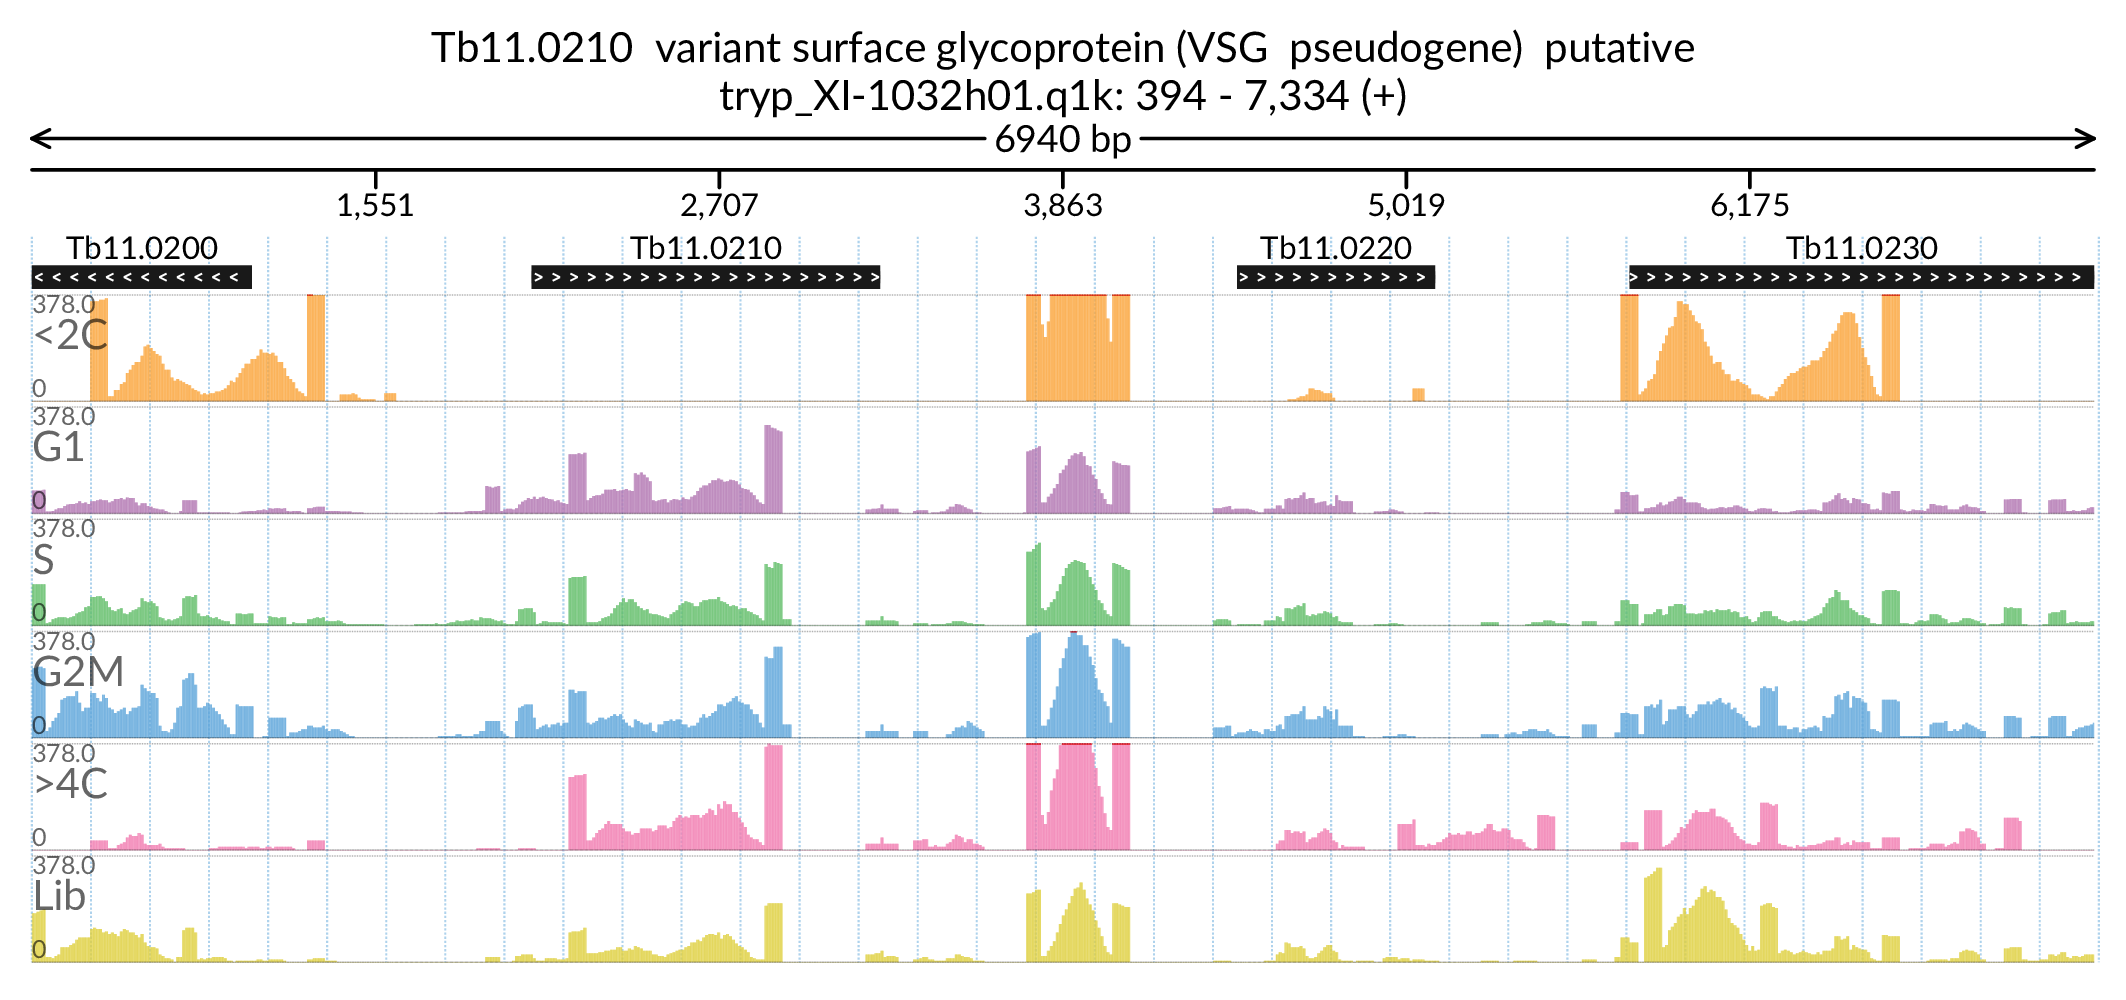 Tb11.0210 variant surface glycoprotein (VSG pseudogene) putative
tryp_XI-1032h01.q1k: 394 - 7,334 (+)
6940 bp
1,551 2,707 3,863 5,019 6,175
Tb11.0200 Tb11.0210 Tb11.0220 Tb11.0230
378.0
<2C
0
378.0
G1
0
378.0
S
0
378.0
G2M
0
378.0
>4C
0
378.0
Lib
0